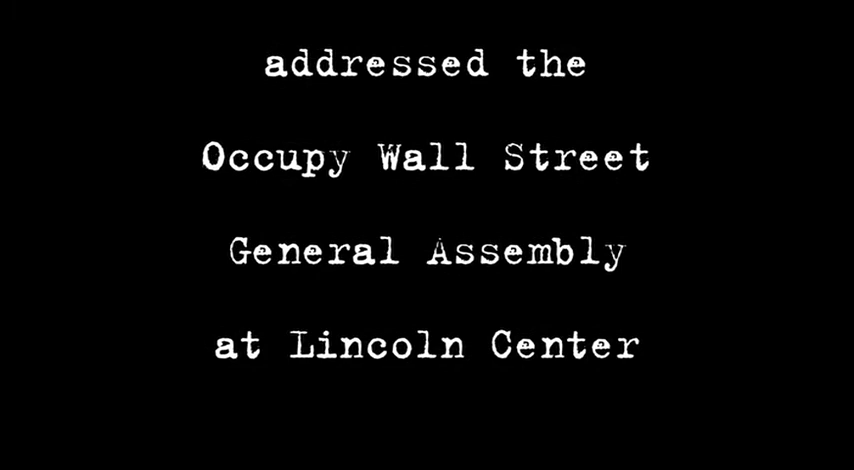 addressed the
Occupy Wall Street
General Assembly
at Lincoln Center